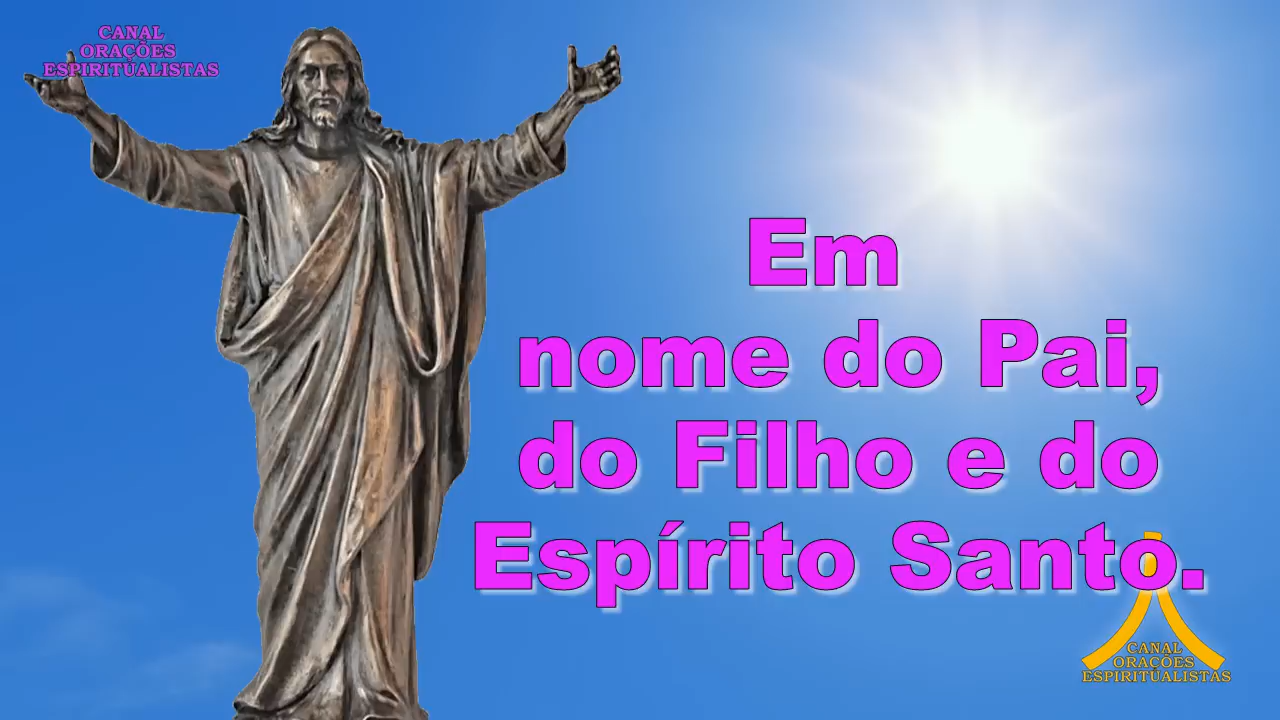 CANAL
ORAÇÕES
ESPIRITUALISTAS
Em
nome do Pai,
do Filho e do
Espírito Santo.
CANAL
ORAÇÕES
ESPIRITUALISTAS